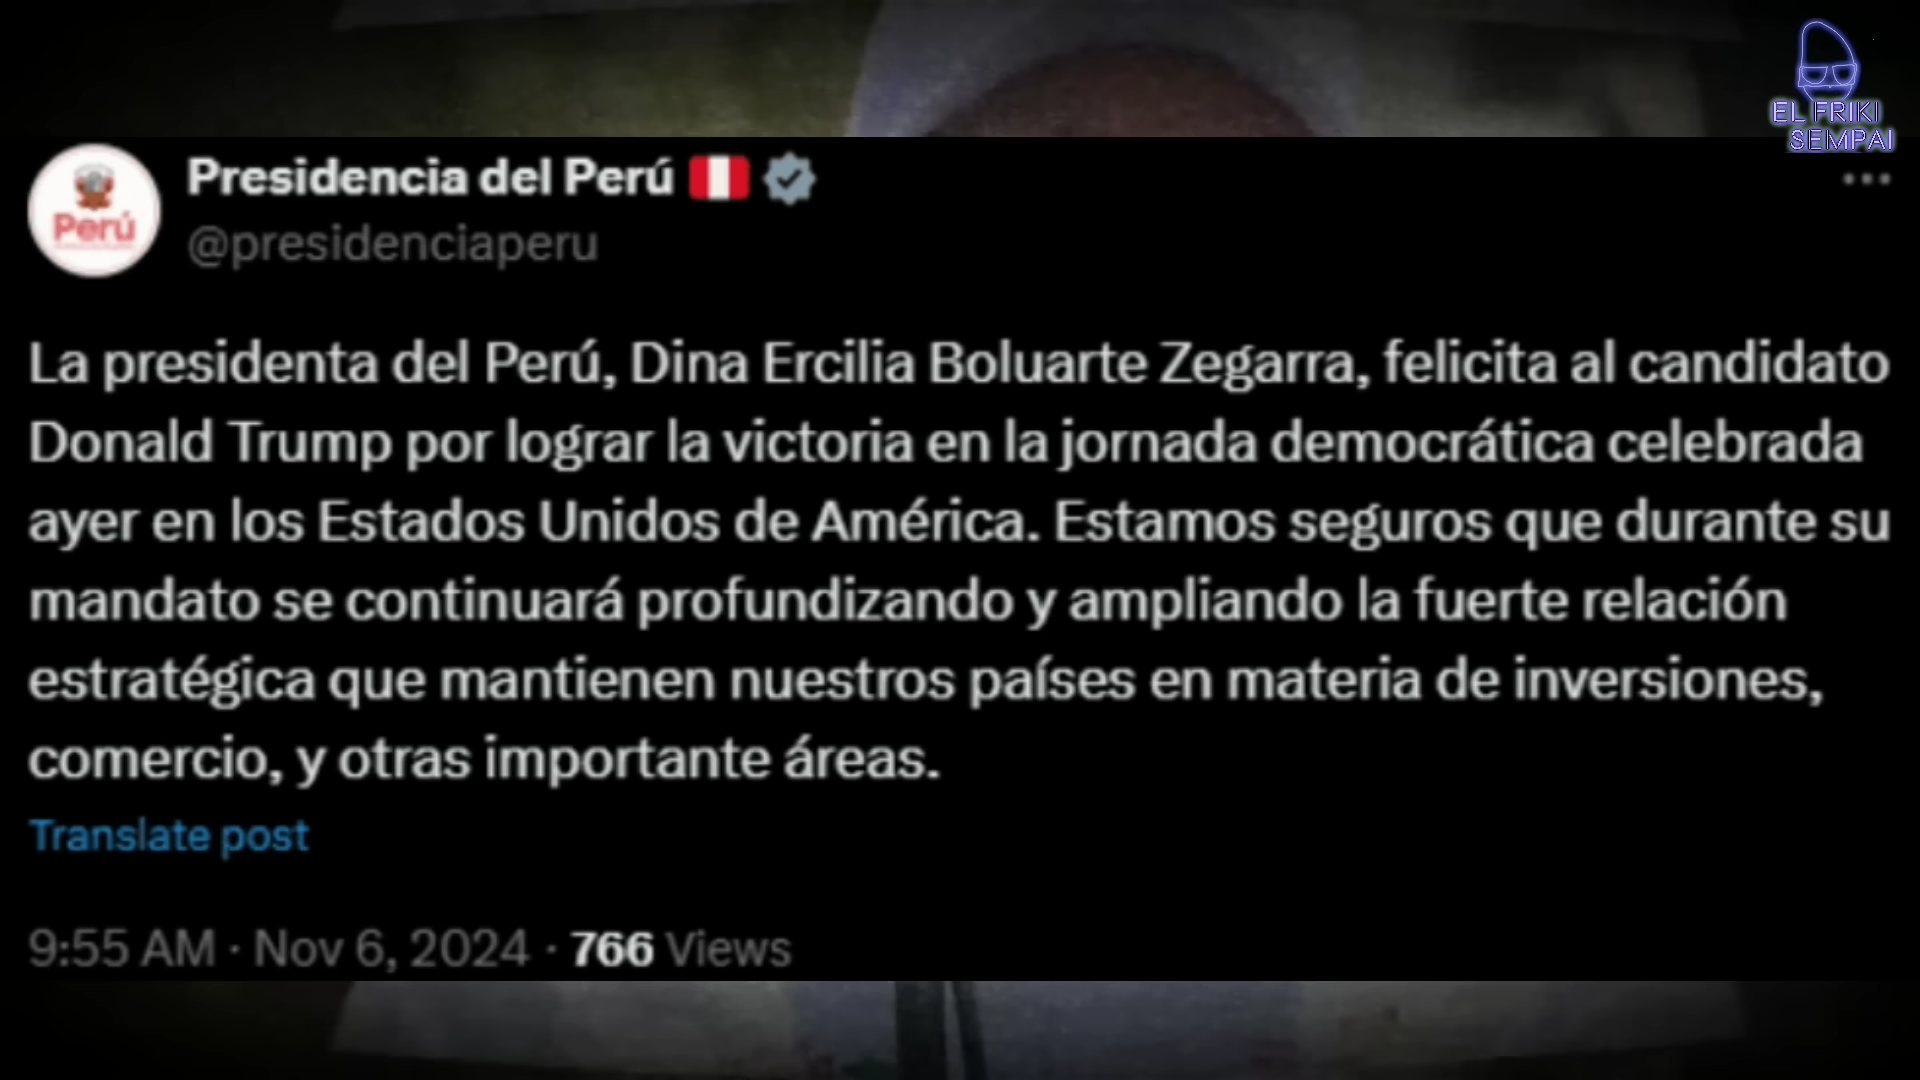 EL FRIKI
SEMPAI
Perú
Presidencia del Perú
@presidenciaperu
La presidenta del Perú, Dina Ercilia Boluarte Zegarra, felicita al candidato
Donald Trump por lograr la victoria en la jornada democrática celebrada
ayer en los Estados Unidos de América. Estamos seguros que durante su
mandato se continuará profundizando y ampliando la fuerte relación
estratégica que mantienen nuestros países en materia de inversiones,
comercio, y otras importante áreas.
Translate post
9:55 AM · Nov 6, 2024 · 766 Views